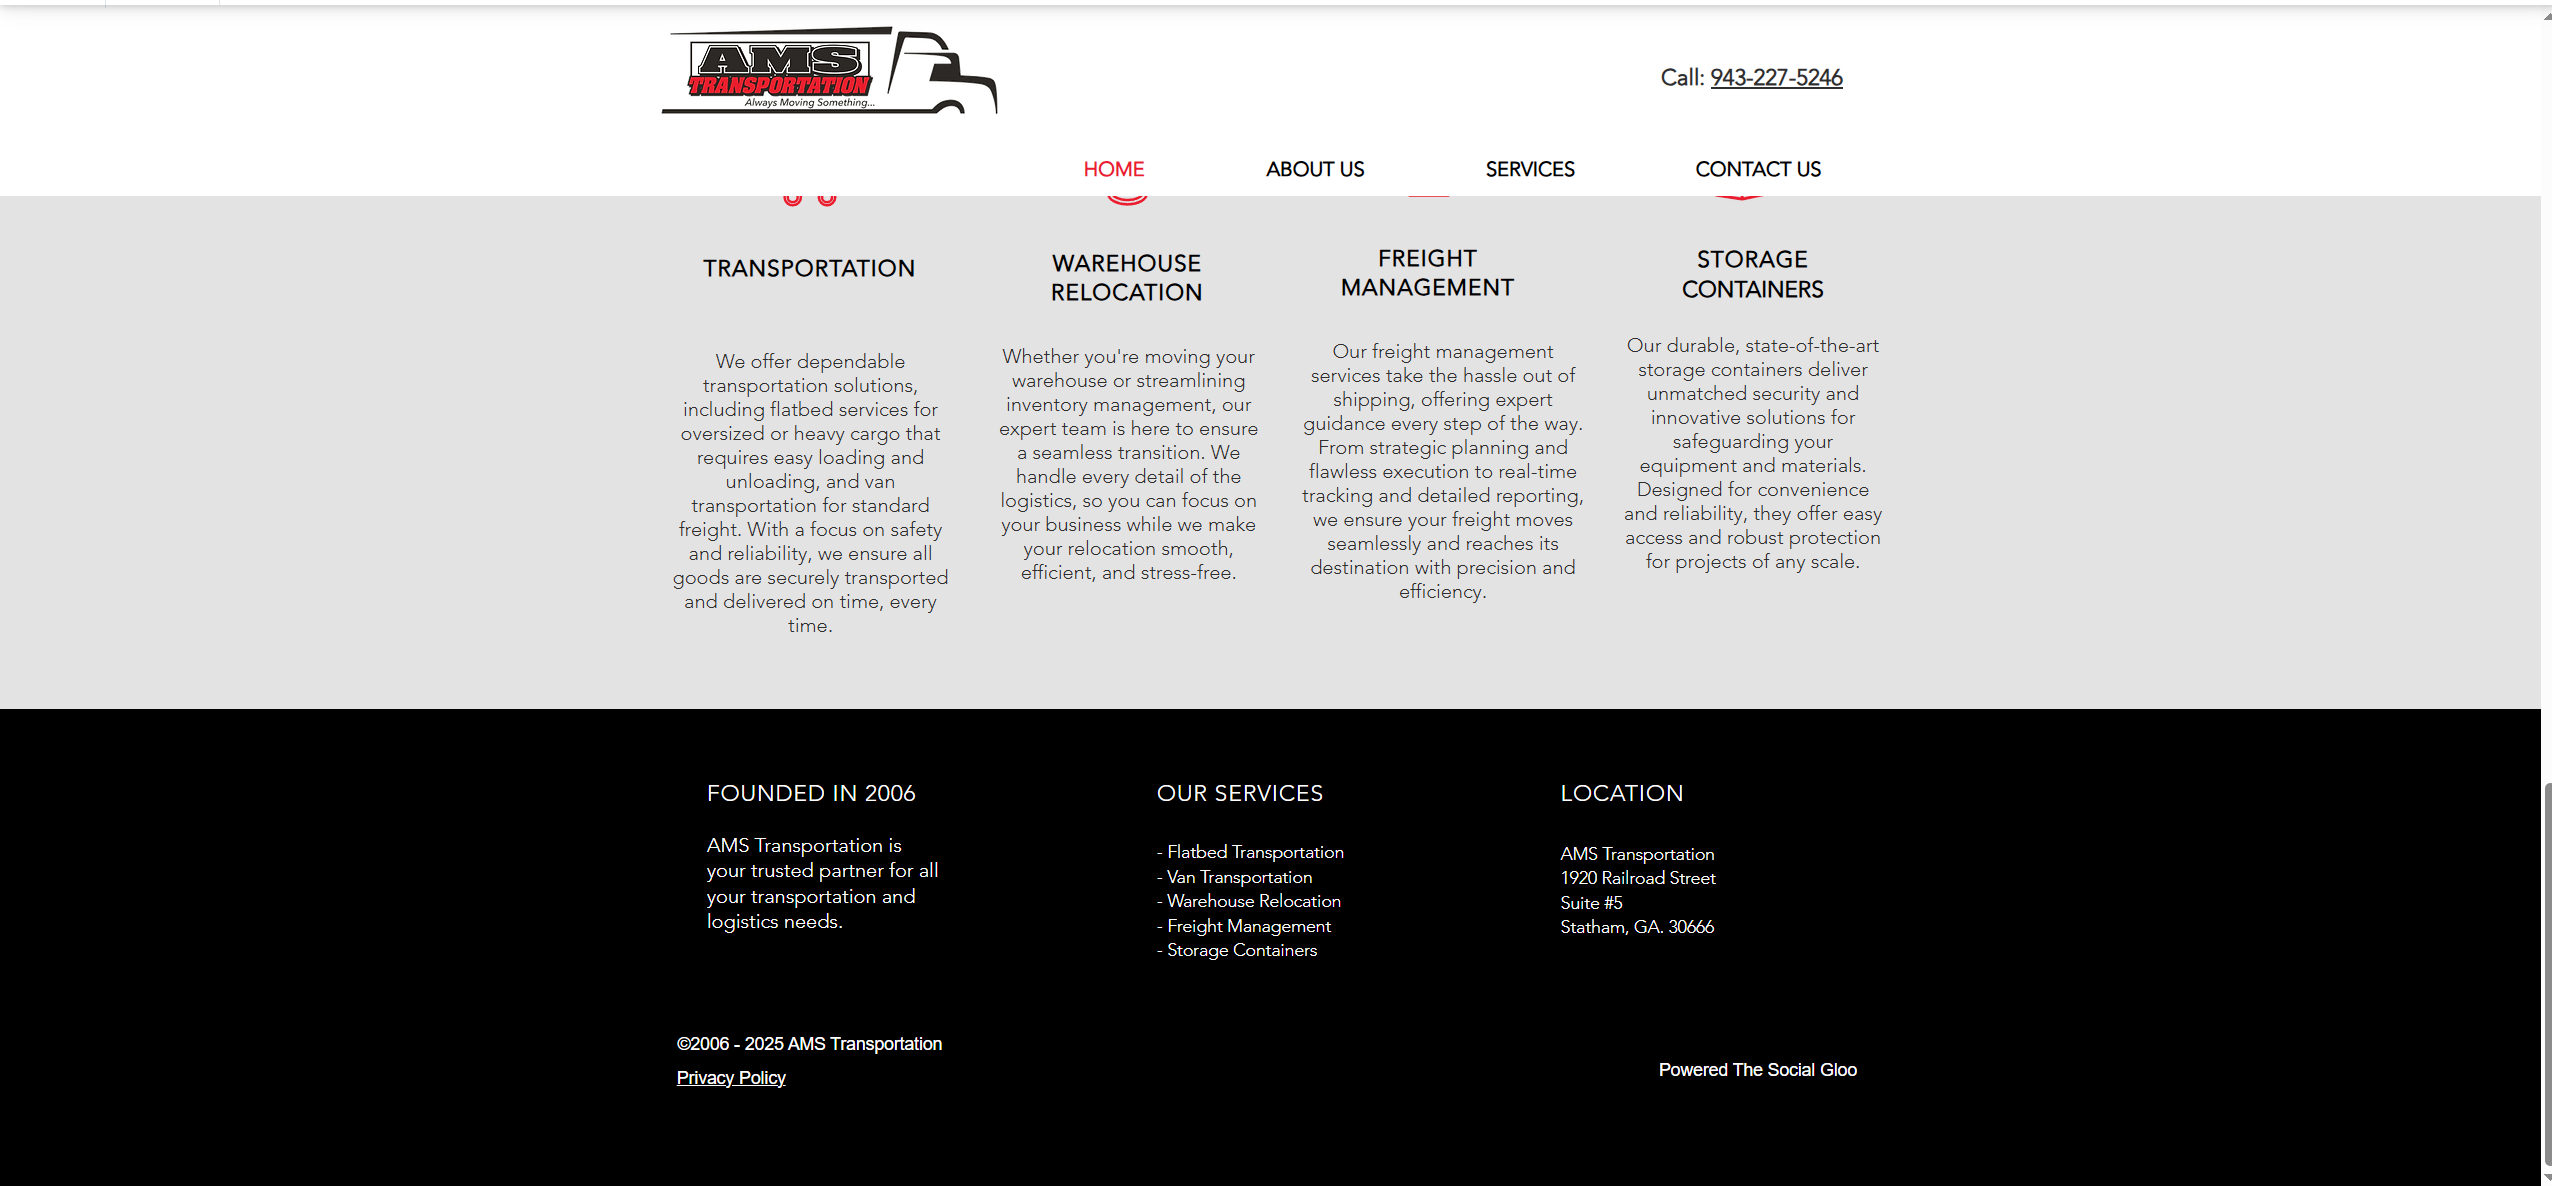 AMS
TRANSPORTATION
Always Moving Something...
Call: 943-227-5246
HOME
ABOUT US
SERVICES
CONTACT US
TRANSPORTATION
We offer dependable
transportation solutions,
including flatbed services for
oversized or heavy cargo that
requires easy loading and
unloading, and van
transportation for standard
freight. With a focus on safety
and reliability, we ensure all
goods are securely transported
and delivered on time, every
time.
WAREHOUSE
RELOCATION
Whether you're moving your
warehouse or streamlining
inventory management, our
expert team is here to ensure
a seamless transition. We
handle every detail of the
logistics, so you can focus on
your business while we make
your relocation smooth,
efficient, and stress-free.
FREIGHT
MANAGEMENT
Our freight management
services take the hassle out of
shipping, offering expert
guidance every step of the way.
From strategic planning and
flawless execution to real-time
tracking and detailed reporting,
we ensure your freight moves
seamlessly and reaches its
destination with precision and
efficiency.
STORAGE
CONTAINERS
Our durable, state-of-the-art
storage containers deliver
unmatched security and
innovative solutions for
safeguarding your
equipment and materials.
Designed for convenience
and reliability, they offer easy
access and robust protection
for projects of any scale.
FOUNDED IN 2006
AMS Transportation is
your trusted partner for all
your transportation and
logistics needs.
OUR SERVICES
- Flatbed Transportation
- Van Transportation
- Warehouse Relocation
- Freight Management
- Storage Containers
LOCATION
AMS Transportation
1920 Railroad Street
Suite #5
Statham, GA. 30666
©2006 - 2025 AMS Transportation
Privacy Policy
Powered The Social Gloo